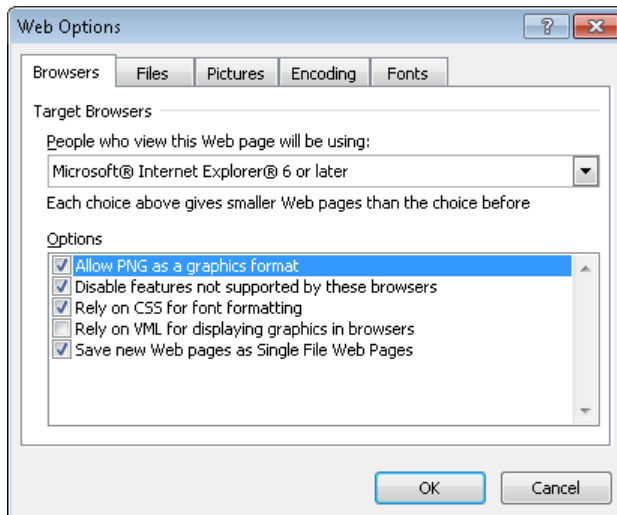 Web Options
Browsers Files Pictures Encoding Fonts
Target Browsers
People who view this Web page will be using:
Microsoft® Internet Explorer® 6 or later
Each choice above gives smaller Web pages than the choice before
Options
Allow PNG as a graphics format
Disable features not supported by these browsers
Rely on CSS for font formatting
Rely on VML for displaying graphics in browsers
Save new Web pages as Single File Web Pages
OK Cancel